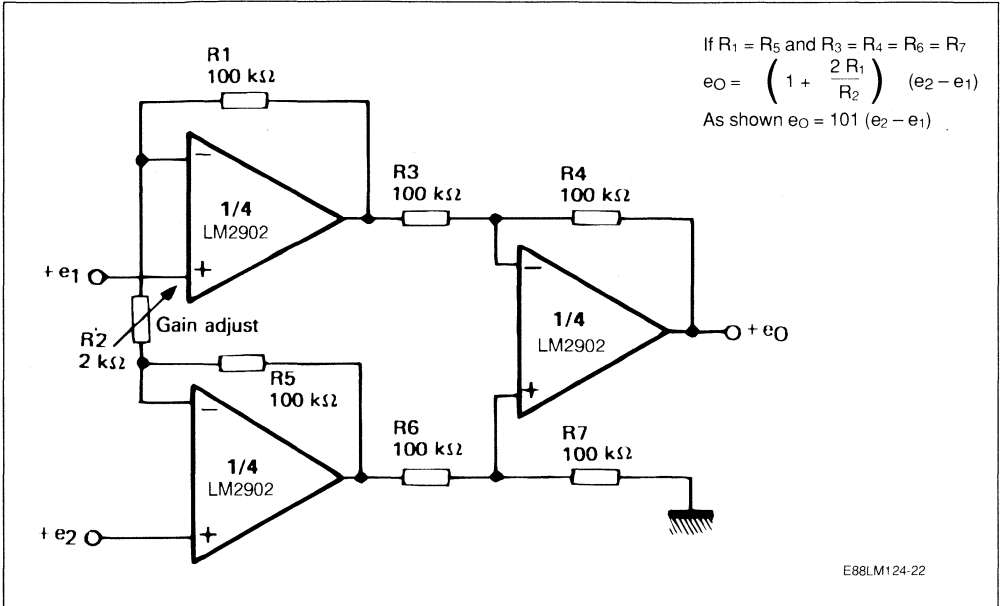 If R₁ = R₅ and R₃ = R₄ = R₆ = R₇
eO = ( 1 + 2 R₁ / R₂ ) (e₂ – e₁)
As shown eO = 101 (e₂ – e₁)
R1
100 kΩ
–
1/4
LM2902
+
+ e1
R2
2 kΩ
Gain adjust
R3
100 kΩ
R4
100 kΩ
–
1/4
LM2902
+
+ eO
R5
100 kΩ
–
1/4
LM2902
+
+ e2
R6
100 kΩ
R7
100 kΩ
E88LM124-22